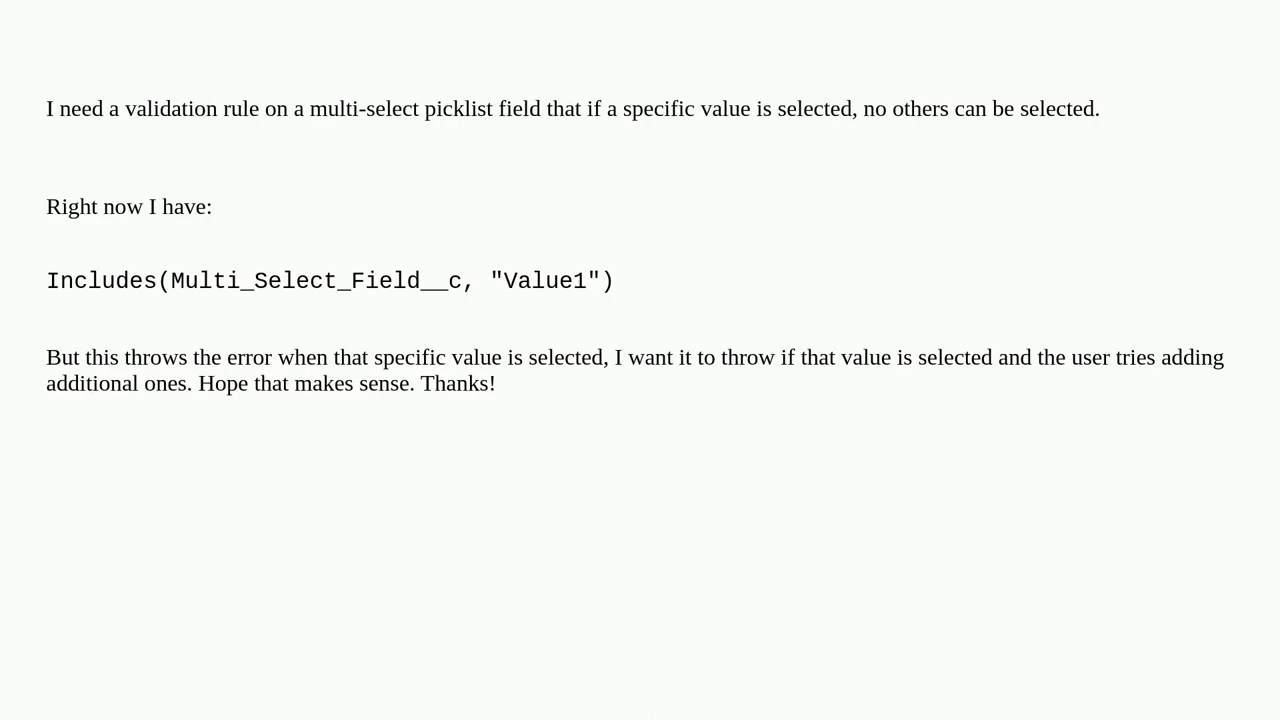 I need a validation rule on a multi-select picklist field that if a specific value is selected, no others can be selected.
Right now I have:
Includes(Multi_Select_Field__c, "Value1")
But this throws the error when that specific value is selected, I want it to throw if that value is selected and the user tries adding
additional ones. Hope that makes sense. Thanks!